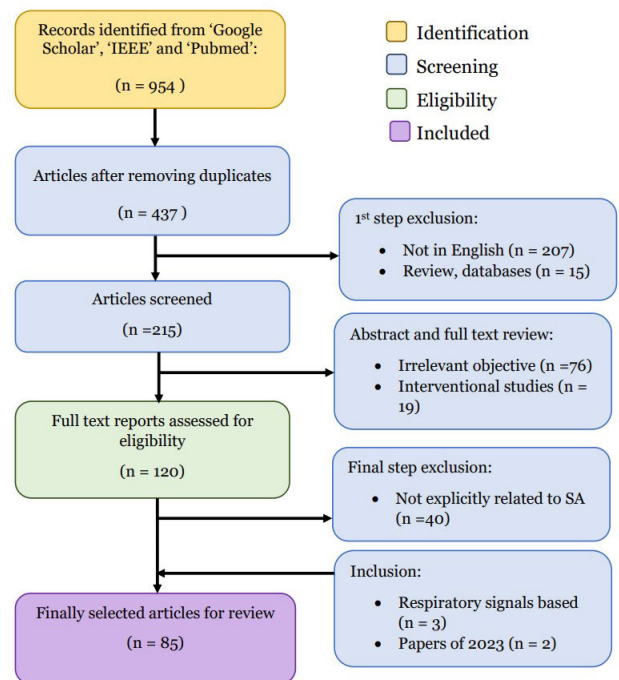 Records identified from ‘Google
Scholar’, ‘IEEE’ and ‘Pubmed’:
(n = 954 )
Identification
Screening
Eligibility
Included
Articles after removing duplicates
(n = 437 )
1st step exclusion:
• Not in English (n = 207)
• Review, databases (n = 15)
Articles screened
(n =215)
Abstract and full text review:
• Irrelevant objective (n =76)
• Interventional studies (n =
19)
Full text reports assessed for
eligibility
(n = 120)
Final step exclusion:
• Not explicitly related to SA
(n =40)
Inclusion:
• Respiratory signals based
(n = 3)
• Papers of 2023 (n = 2)
Finally selected articles for review
(n = 85)